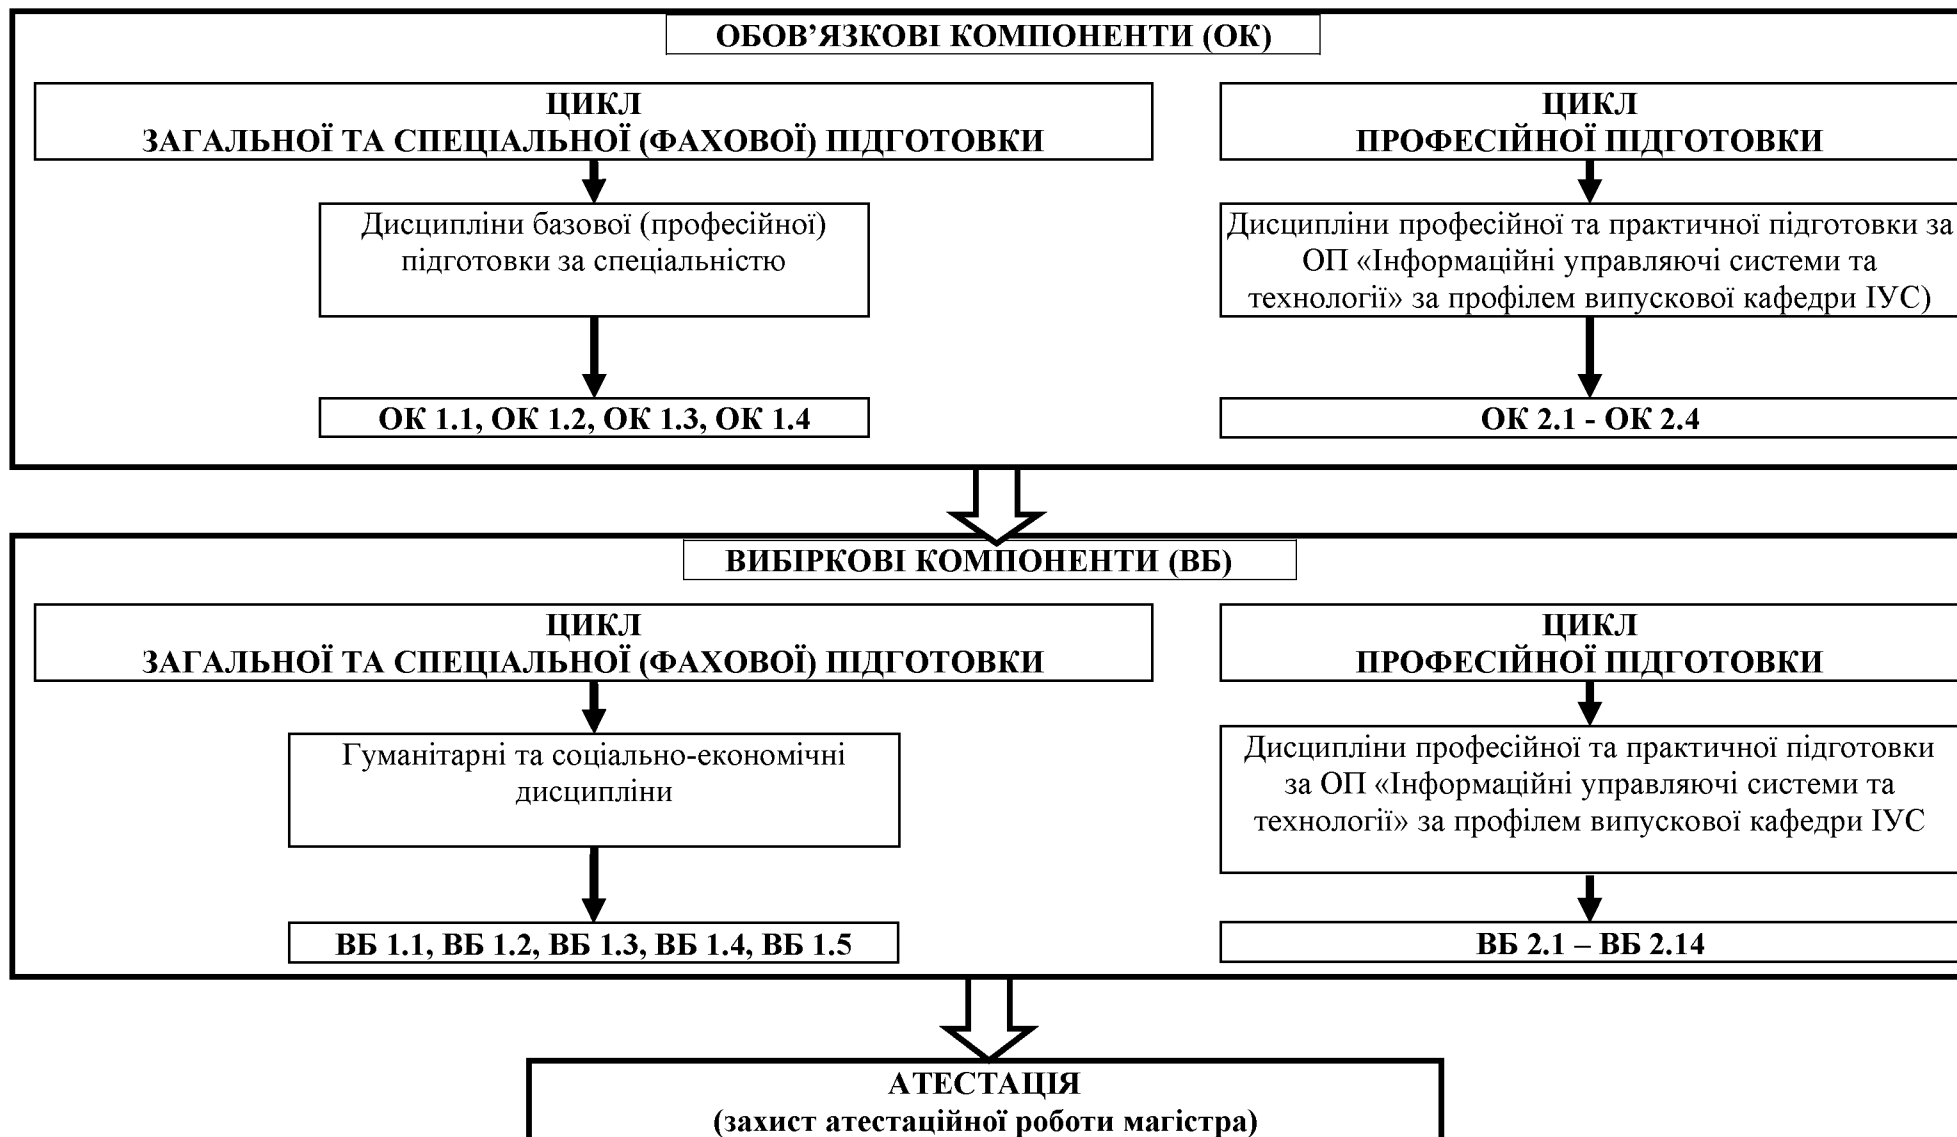 ОБОВ’ЯЗКОВІ КОМПОНЕНТИ (ОК)
ЦИКЛ
ЗАГАЛЬНОЇ ТА СПЕЦІАЛЬНОЇ (ФАХОВОЇ) ПІДГОТОВКИ
Дисципліни базової (професійної)
підготовки за спеціальністю
ОК 1.1, ОК 1.2, ОК 1.3, ОК 1.4
ЦИКЛ
ПРОФЕСІЙНОЇ ПІДГОТОВКИ
Дисципліни професійної та практичної підготовки за
ОП «Інформаційні управляючі системи та
технології» за профілем випускової кафедри ІУС)
ОК 2.1 - ОК 2.4
ВИБІРКОВІ КОМПОНЕНТИ (ВБ)
ЦИКЛ
ЗАГАЛЬНОЇ ТА СПЕЦІАЛЬНОЇ (ФАХОВОЇ) ПІДГОТОВКИ
Гуманітарні та соціально-економічні
дисципліни
ВБ 1.1, ВБ 1.2, ВБ 1.3, ВБ 1.4, ВБ 1.5
ЦИКЛ
ПРОФЕСІЙНОЇ ПІДГОТОВКИ
Дисципліни професійної та практичної підготовки
за ОП «Інформаційні управляючі системи та
технології» за профілем випускової кафедри ІУС
ВБ 2.1 – ВБ 2.14
АТЕСТАЦІЯ
(захист атестаційної роботи магістра)